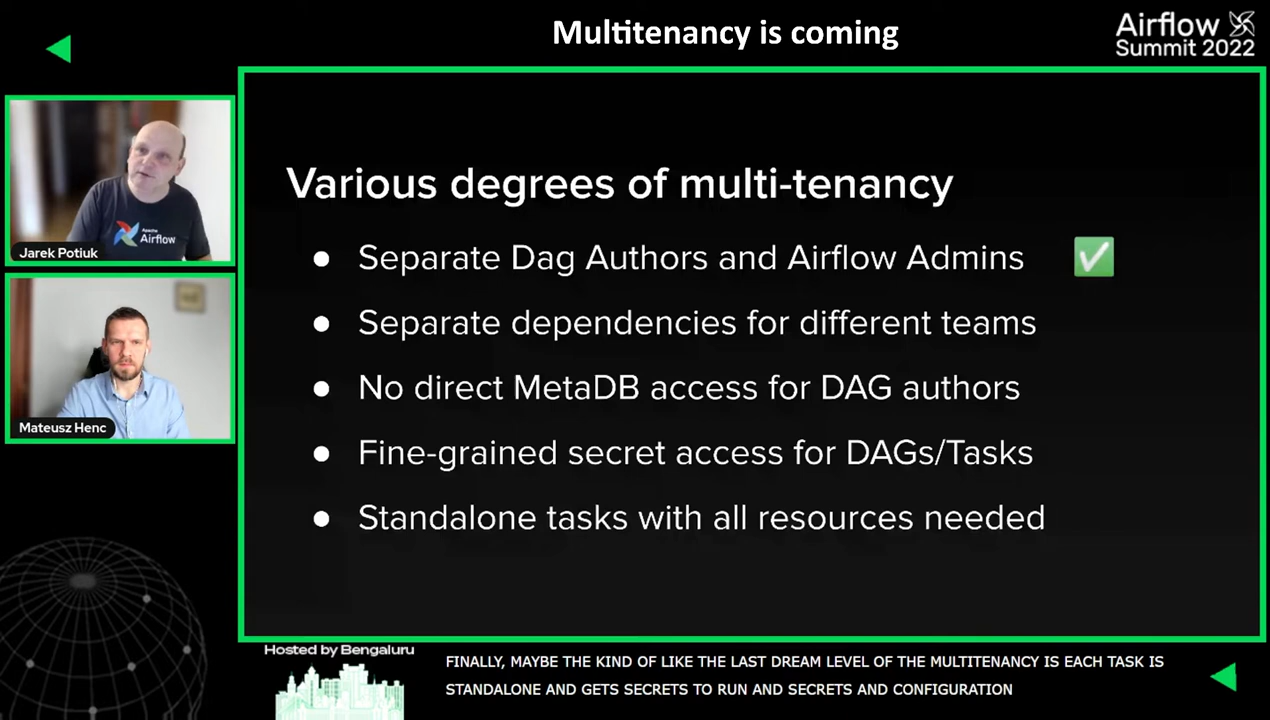 Multitenancy is coming
Airflow
Summit 2022
Apache
Airflow
Jarek Potiuk
Mateusz Henc
Various degrees of multi-tenancy
● Separate Dag Authors and Airflow Admins ✅
● Separate dependencies for different teams
● No direct MetaDB access for DAG authors
● Fine-grained secret access for DAGs/Tasks
● Standalone tasks with all resources needed
Hosted by Bengaluru
FINALLY, MAYBE THE KIND OF LIKE THE LAST DREAM LEVEL OF THE MULTITENANCY IS EACH TASK IS
STANDALONE AND GETS SECRETS TO RUN AND SECRETS AND CONFIGURATION